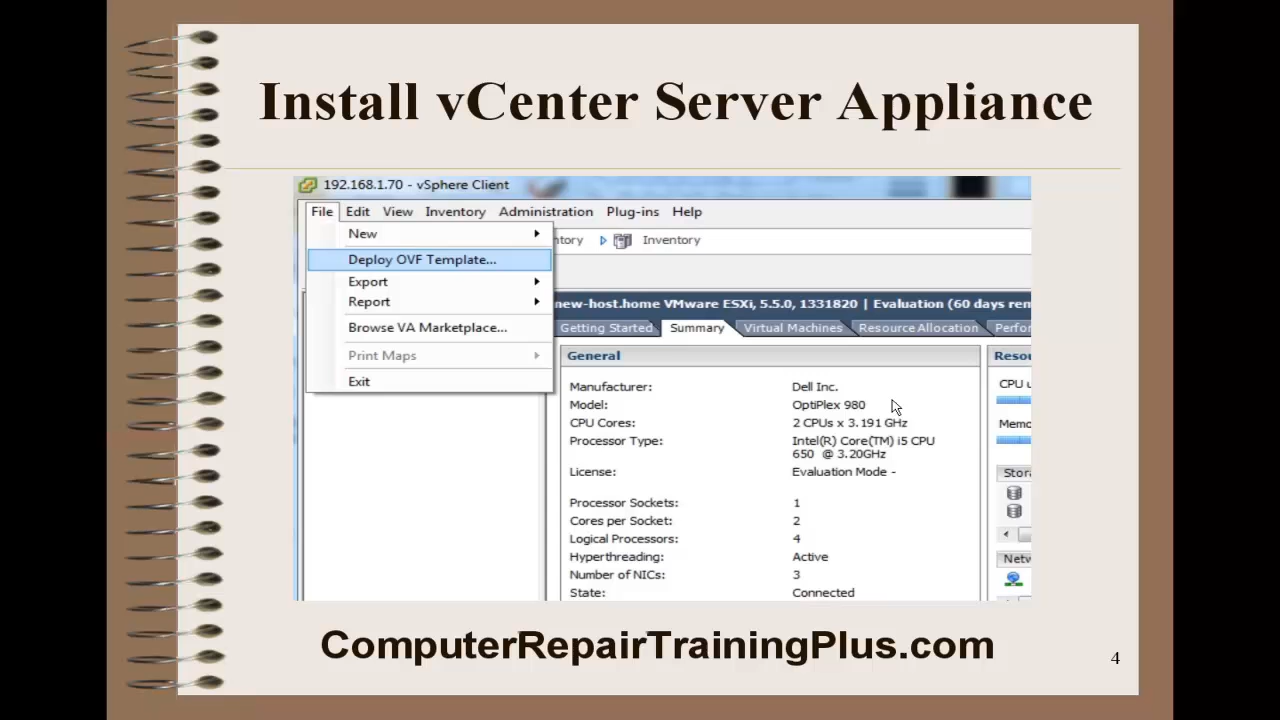 Install vCenter Server Appliance
192.168.1.70 - vSphere Client
File Edit View Inventory Administration Plug-ins Help
New
tory Inventory
Deploy OVF Template...
Export
Report
Browse VA Marketplace...
Print Maps
Exit
new-host.home VMware ESXi, 5.5.0, 1331820 | Evaluation (60 days rem
Getting Started Summary Virtual Machines Resource Allocation Perfor
General
Manufacturer: Dell Inc.
Model: OptiPlex 980
CPU Cores: 2 CPUs x 3.191 GHz
Processor Type: Intel(R) Core(TM) i5 CPU
650 @ 3.20GHz
License: Evaluation Mode -
Processor Sockets: 1
Cores per Socket: 2
Logical Processors: 4
Hyperthreading: Active
Number of NICs: 3
State: Connected
Resou
CPU u
Memo
Stora
Netw
ComputerRepairTrainingPlus.com
4